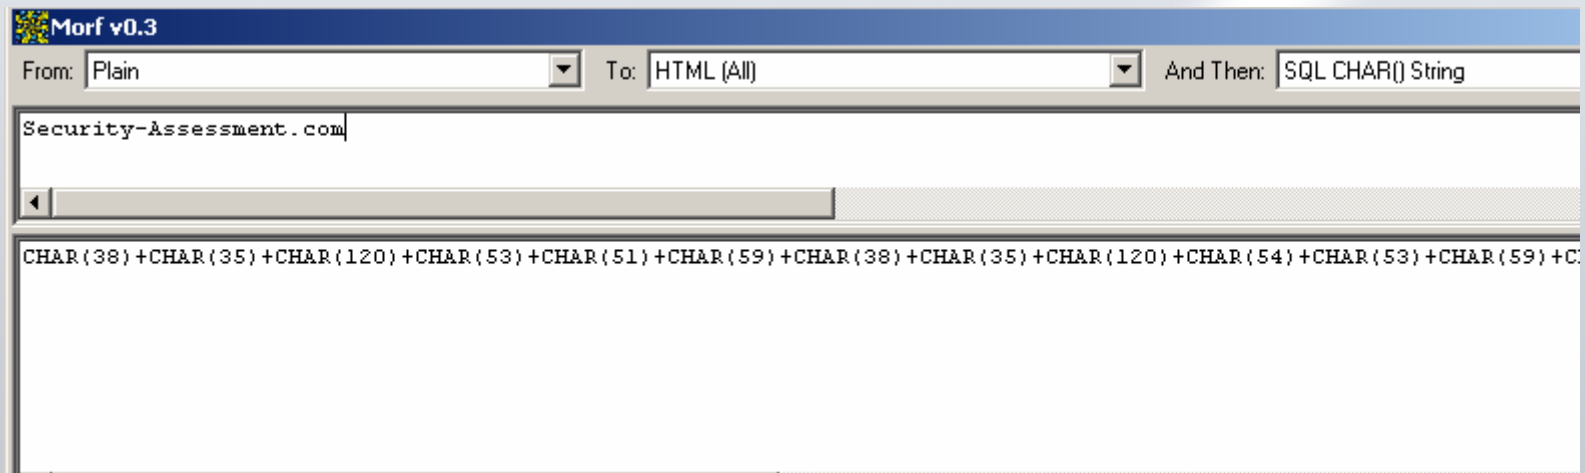 Morf v0.3
From: Plain To: HTML (All) And Then: SQL CHAR() String
Security-Assessment.com
CHAR(38)+CHAR(35)+CHAR(120)+CHAR(53)+CHAR(51)+CHAR(59)+CHAR(38)+CHAR(35)+CHAR(120)+CHAR(54)+CHAR(53)+CHAR(59)+C